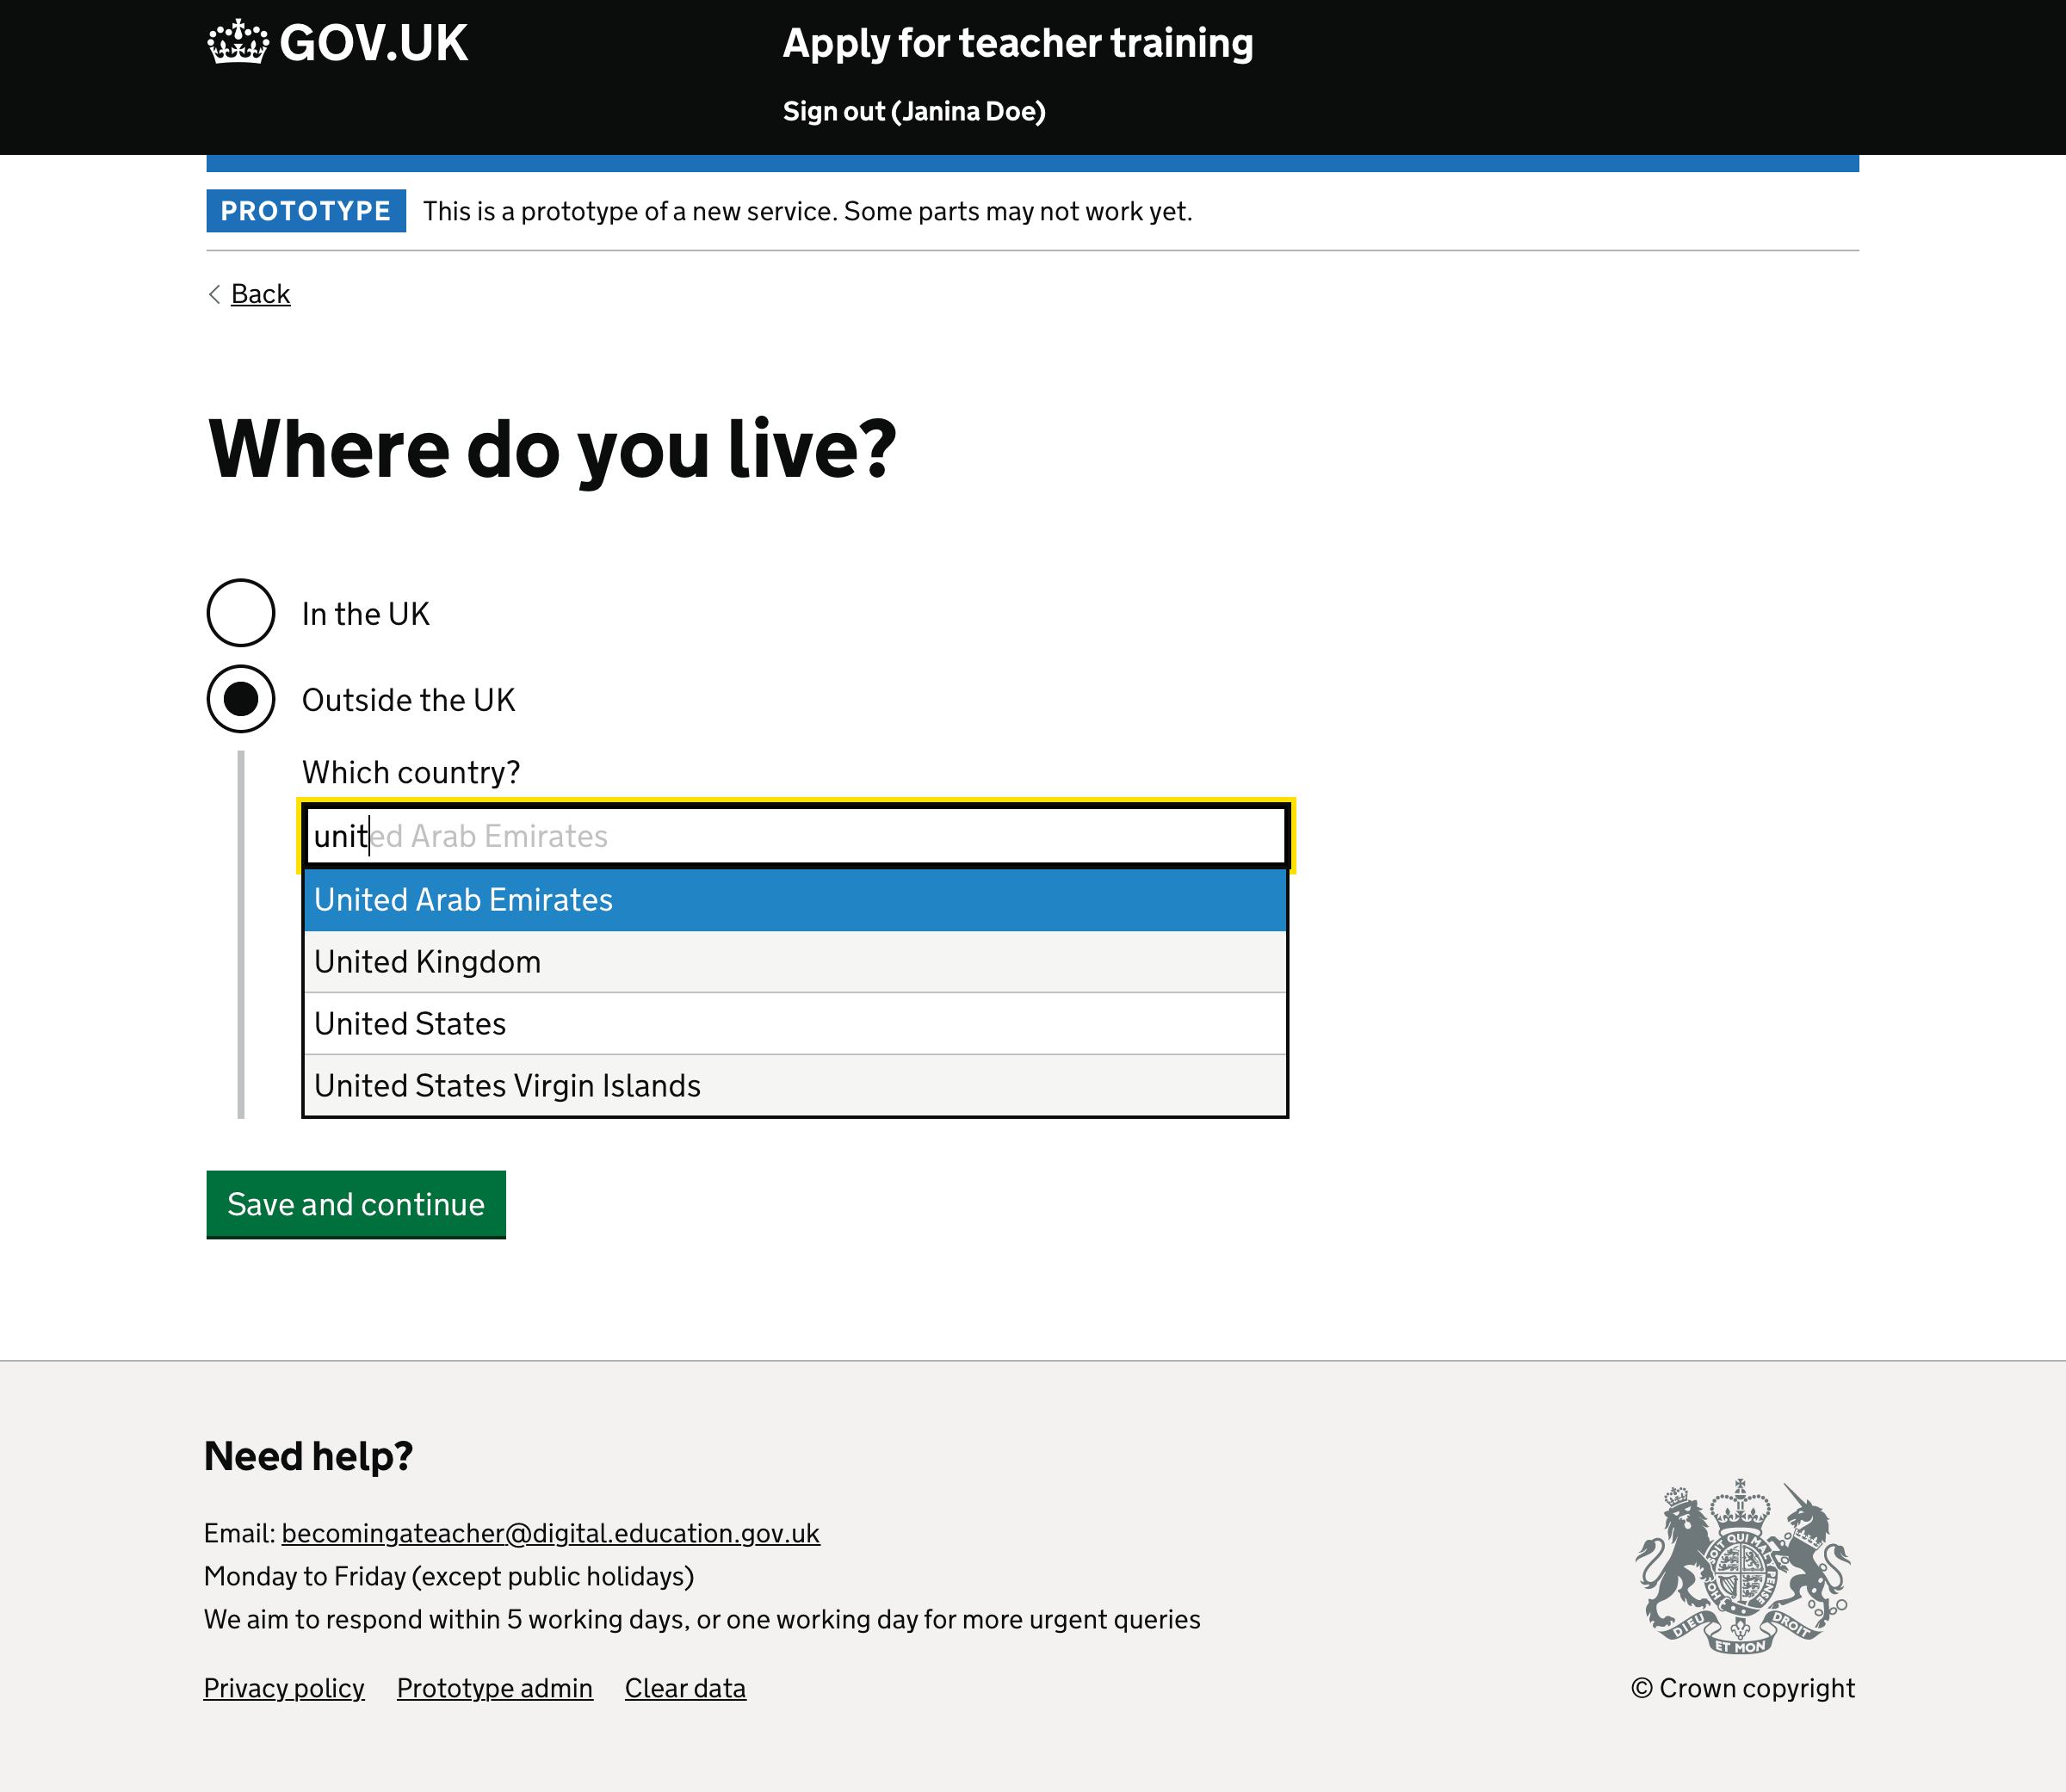 GOV.UK
Apply for teacher training
Sign out (Janina Doe)
PROTOTYPE This is a prototype of a new service. Some parts may not work yet.
Back
Where do you live?
In the UK
Outside the UK
Which country?
united Arab Emirates
United Arab Emirates
United Kingdom
United States
United States Virgin Islands
Save and continue
Need help?
Email: becomingateacher@digital.education.gov.uk
Monday to Friday (except public holidays)
We aim to respond within 5 working days, or one working day for more urgent queries
Privacy policy Prototype admin Clear data
SOIT QUI MAL
PENSE
DIEU ET MON DROIT
© Crown copyright